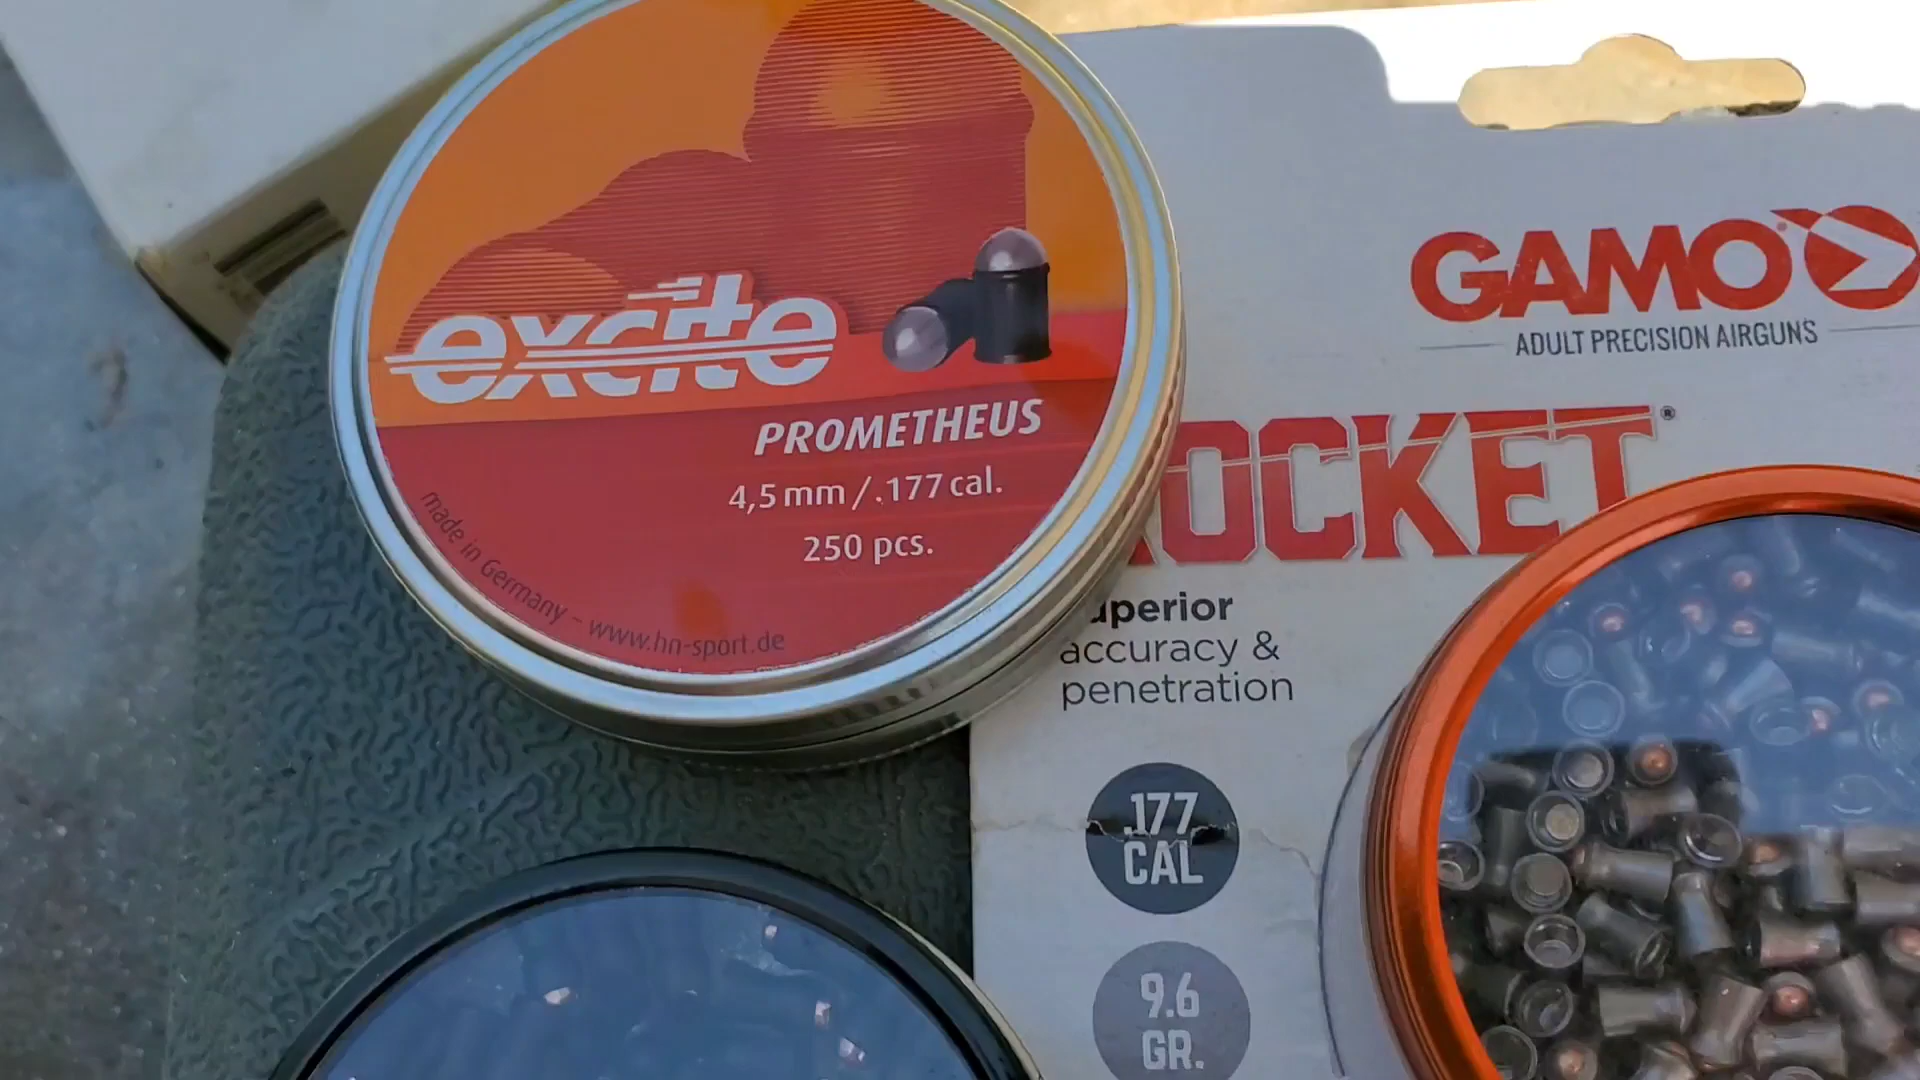 excite
PROMETHEUS
4,5 mm / .177 cal.
250 pcs.
made in Germany - www.hn-sport.de
GAMO®
ADULT PRECISION AIRGUNS
OCKET®
uperior
accuracy &
penetration
.177
CAL
9.6
GR.